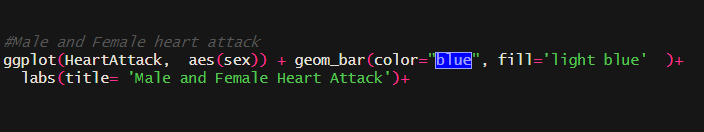 #Male and Female heart attack
ggplot(HeartAttack,  aes(sex)) + geom_bar(color="blue", fill='light blue'  )+
  labs(title= 'Male and Female Heart Attack')+